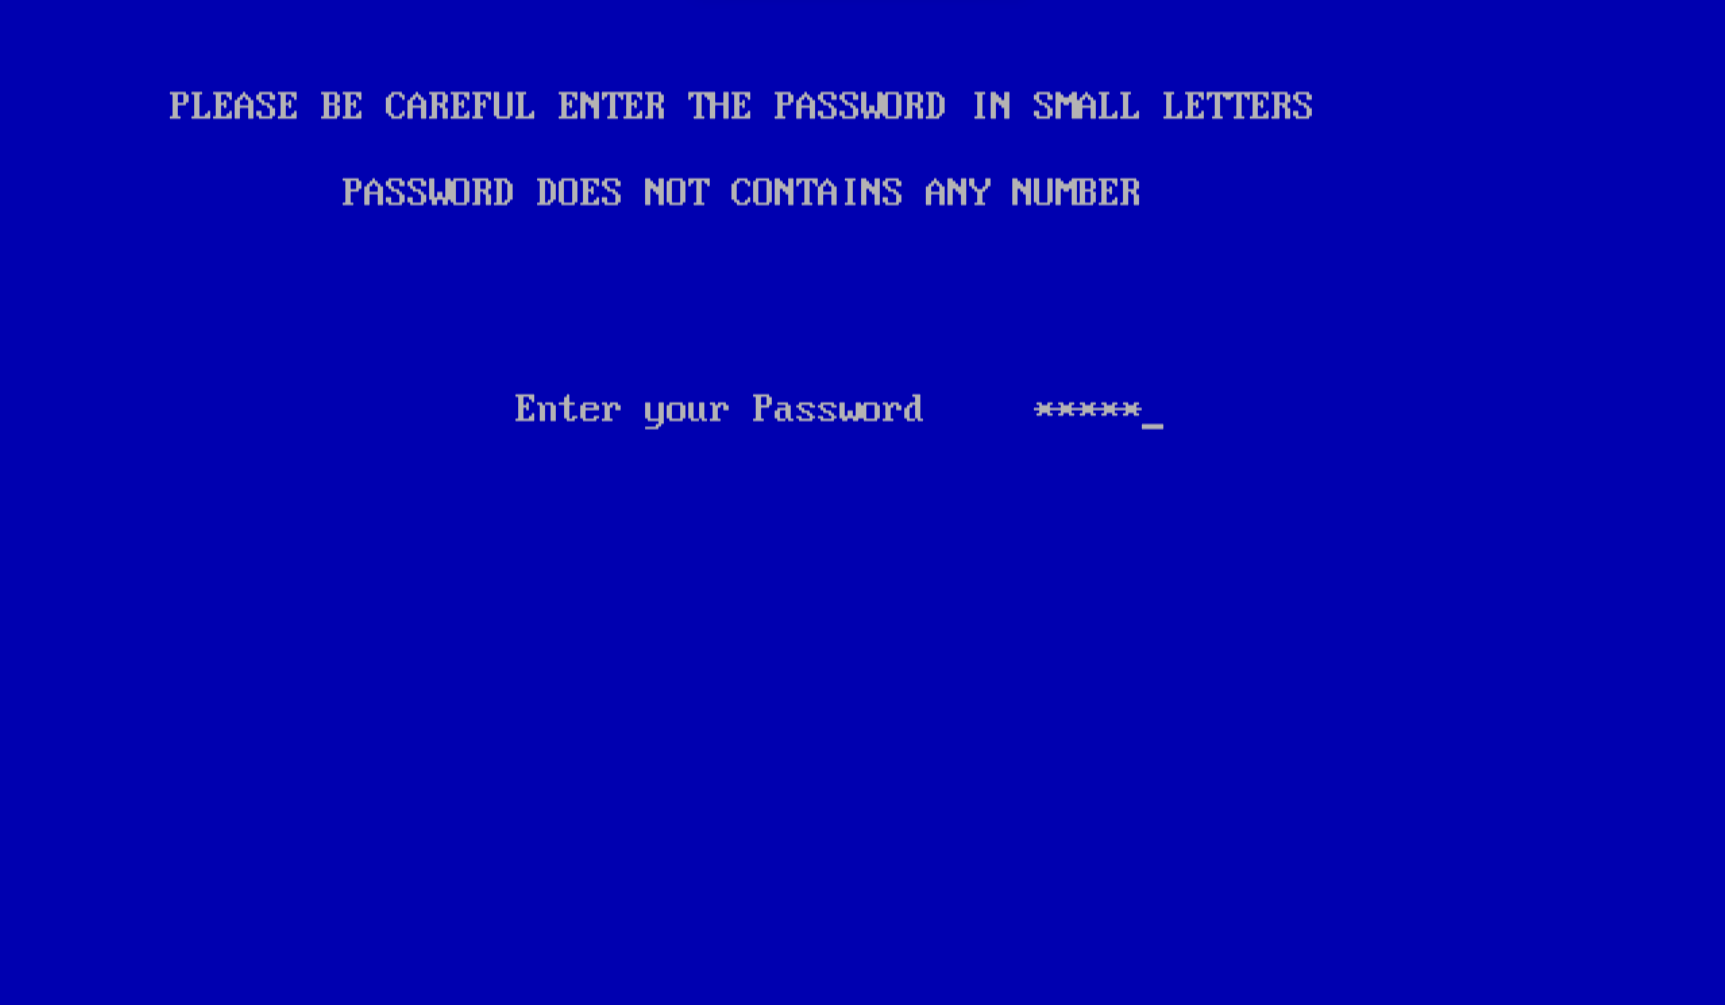 PLEASE BE CAREFUL ENTER THE PASSWORD IN SMALL LETTERS
PASSWORD DOES NOT CONTAINS ANY NUMBER
Enter your Password *****_